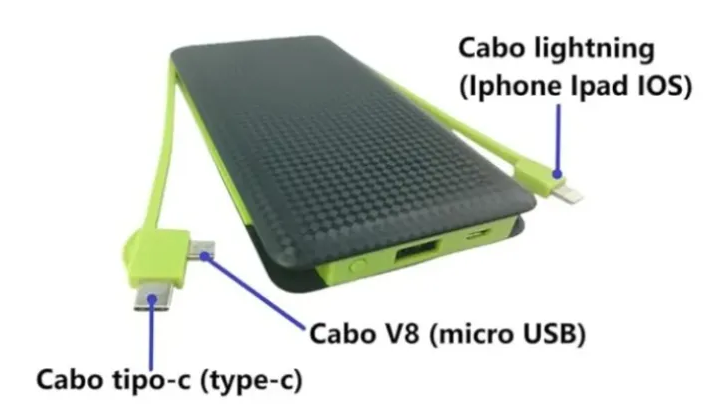 Cabo lightning
(Iphone Ipad IOS)
Cabo V8 (micro USB)
Cabo tipo-c (type-c)